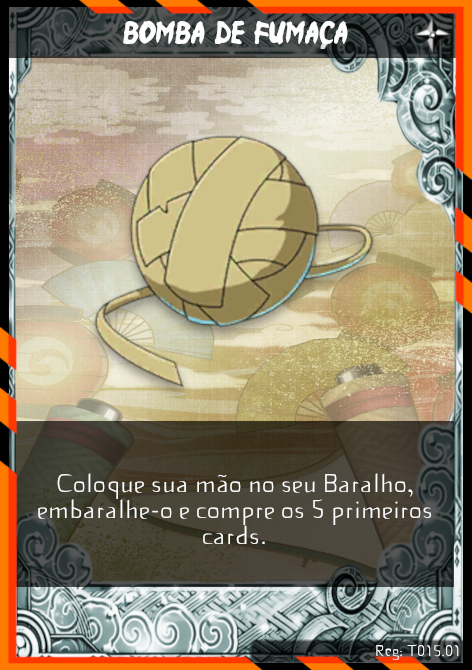 BOMBA DE FUMAÇA
Coloque sua mão no seu Baralho,
embaralhe-o e compre os 5 primeiros
cards.
Reg: T015.01